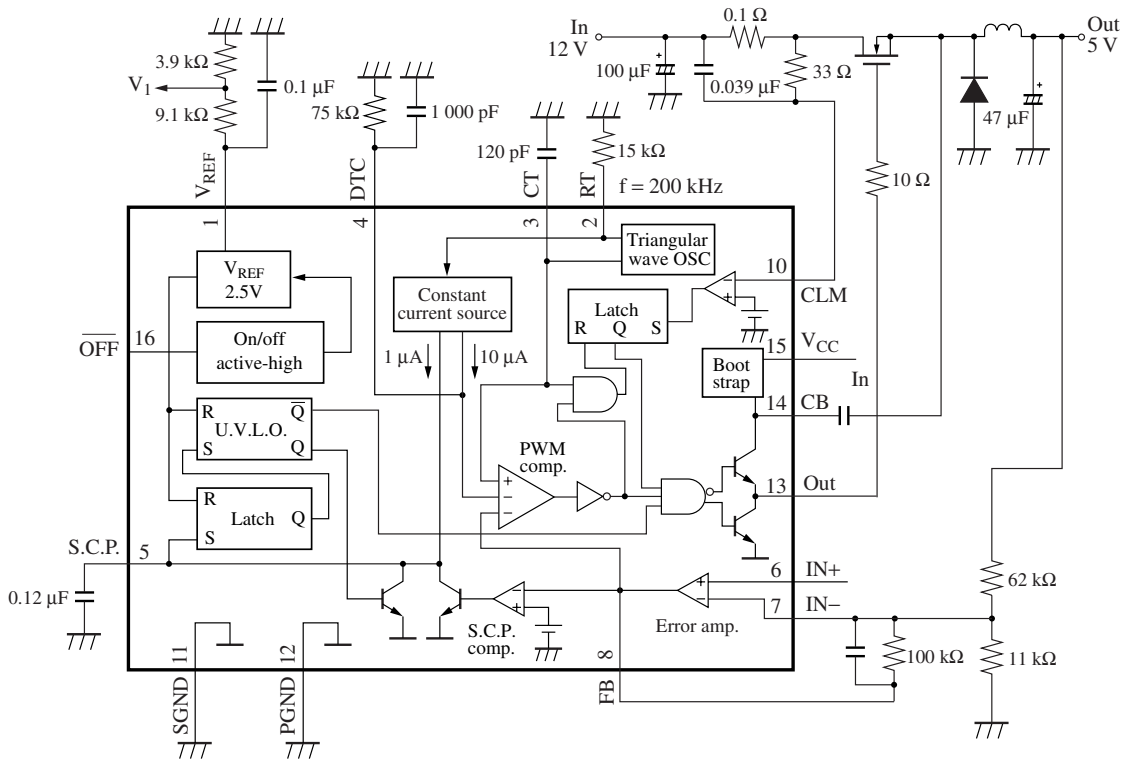 In
12 V
0.1 Ω
Out
5 V
3.9 kΩ
V1
9.1 kΩ
0.1 µF
75 kΩ
1 000 pF
100 µF
0.039 µF
33 Ω
47 µF
120 pF
15 kΩ
10 Ω
VREF
DTC
CT
RT
f = 200 kHz
1
4
3
2
VREF
2.5V
Triangular
wave OSC
10
CLM
Constant
current source
Latch
R Q S
16
OFF
On/off
active-high
1 µA
10 µA
15
VCC
In
Boot
strap
14
CB
R Q
U.V.L.O.
S Q
PWM
comp.
13
Out
R
Latch
Q
S
S.C.P.
5
0.12 µF
6
IN+
7
IN−
Error amp.
S.C.P.
comp.
62 kΩ
100 kΩ
11 kΩ
11
SGND
12
PGND
8
FB